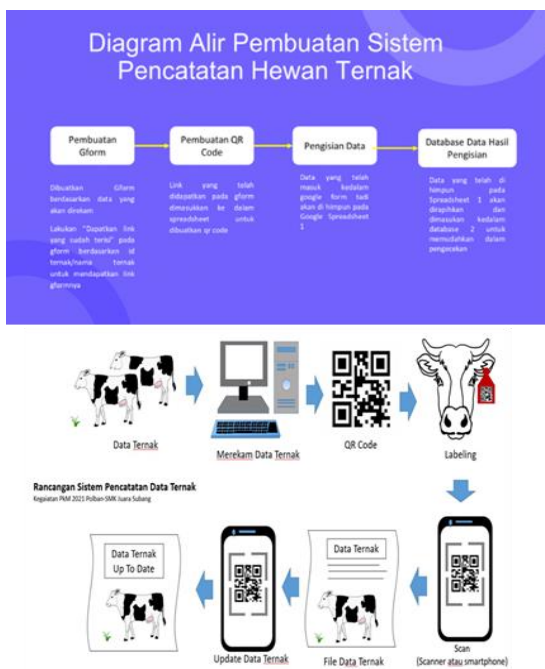 Diagram Alir Pembuatan Sistem
Pencatatan Hewan Ternak
Pembuatan
Gform
Dibuatkan Gform
berdasarkan data yang
akan direkam
Lakukan "Dapatkan link
yang sudah terisi" pada
gform berdasarkan id
ternak/nama ternak
untuk mandapatkan link
gformnya
Pembuatan QR
Code
Link yang telah
didapatkan pada gform
dimasukkan ke dalam
spreadsheet untuk
dibuatkan qr code
Pengisian Data
Data yang telah
masuk kedalam
google form tadi
akan di himpun pada
Google Spreadsheet
1
Database Data Hasil
Pengisian
Data yang telah di
himpun pada
Spreadsheet 1 akan
dirapihkan dan
dimasukan kedalam
database 2 untuk
memudahkan dalam
pengecekan
Data Ternak
Merekam Data Ternak
QR Code
Labeling
Rancangan Sistem Pencatatan Data Ternak
Kegaiatan PkM 2021 Polban-SMK Juara Subang
Scan
(Scanner atau smartphone)
Data Ternak
File Data Ternak
Update Data Ternak
Data Ternak
Up To Date